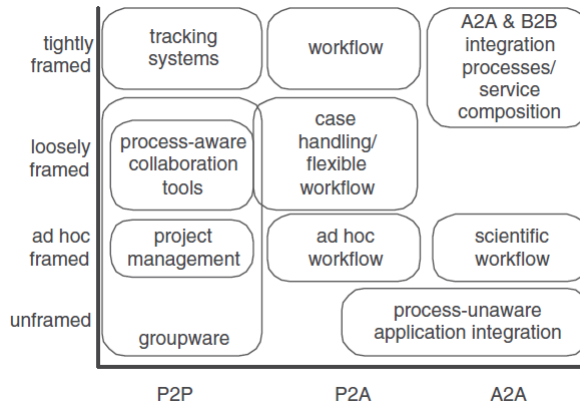 tightly
framed
tracking
systems
workflow
A2A & B2B
integration
processes/
service
composition
loosely
framed
process-aware
collaboration
tools
case
handling/
flexible
workflow
ad hoc
framed
project
management
ad hoc
workflow
scientific
workflow
unframed
groupware
process-unaware
application integration
P2P
P2A
A2A